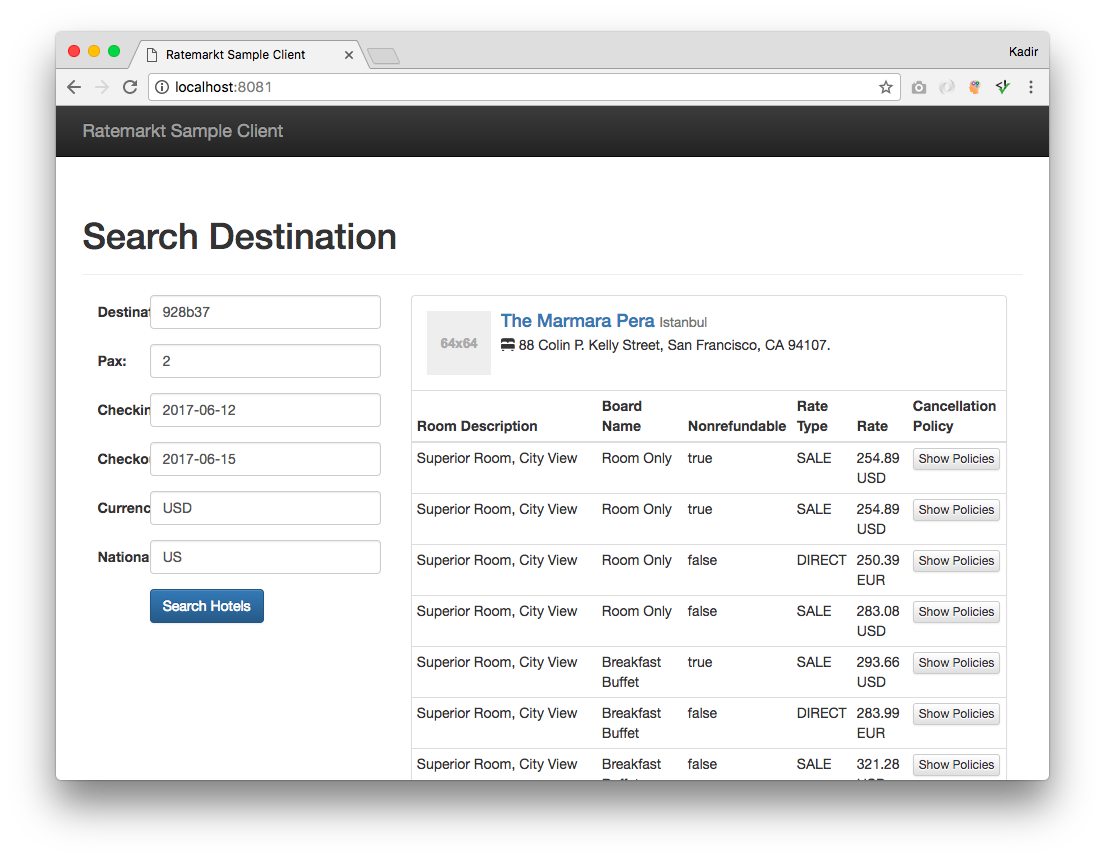 Ratemarkt Sample Client
Kadir
localhost:8081
Ratemarkt Sample Client
Search Destination
Destinat 928b37
Pax: 2
Checkin 2017-06-12
Checkou 2017-06-15
Currenc USD
Nationa US
Search Hotels
64x64
The Marmara Pera Istanbul
88 Colin P. Kelly Street, San Francisco, CA 94107.
Room Description Board Name Nonrefundable Rate Type Rate Cancellation Policy
Superior Room, City View Room Only true SALE 254.89 USD Show Policies
Superior Room, City View Room Only true SALE 254.89 USD Show Policies
Superior Room, City View Room Only false DIRECT 250.39 EUR Show Policies
Superior Room, City View Room Only false SALE 283.08 USD Show Policies
Superior Room, City View Breakfast Buffet true SALE 293.66 USD Show Policies
Superior Room, City View Breakfast Buffet false DIRECT 283.99 EUR Show Policies
Superior Room, City View Breakfast false SALE 321.28 Show Policies